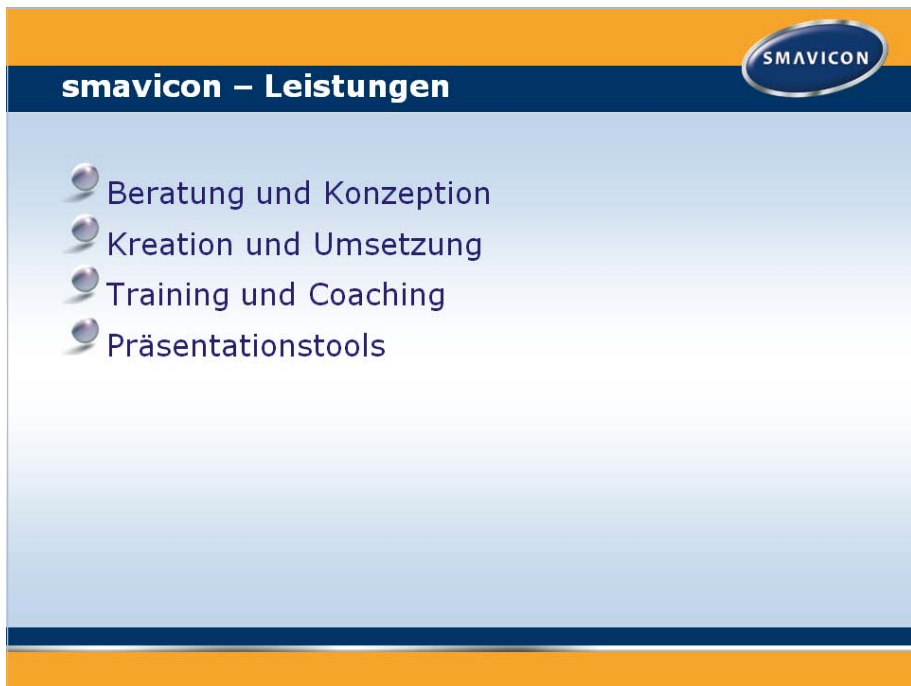 SMAVICON
smavicon – Leistungen
Beratung und Konzeption
Kreation und Umsetzung
Training und Coaching
Präsentationstools